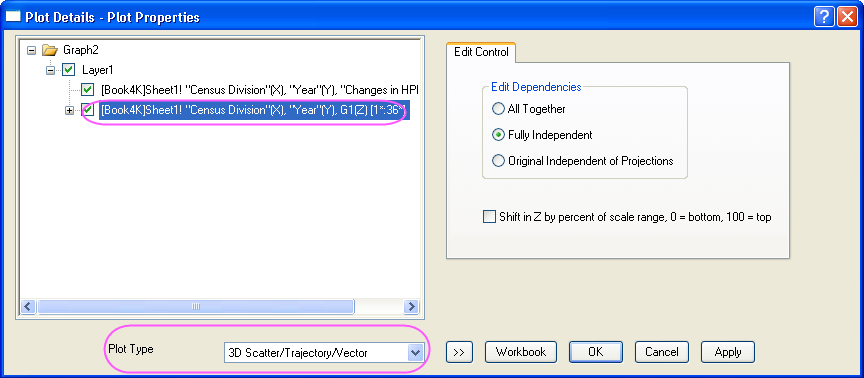 Plot Details - Plot Properties
Graph2
Layer1
[Book4K]Sheet1! "Census Division"(X), "Year"(Y), "Changes in HPI
[Book4K]Sheet1! "Census Division"(X), "Year"(Y), G1(Z) [1*:36*]
Edit Control
Edit Dependencies
All Together
Fully Independent
Original Independent of Projections
Shift in Z by percent of scale range, 0 = bottom, 100 = top
Plot Type
3D Scatter/Trajectory/Vector
>>
Workbook
OK
Cancel
Apply